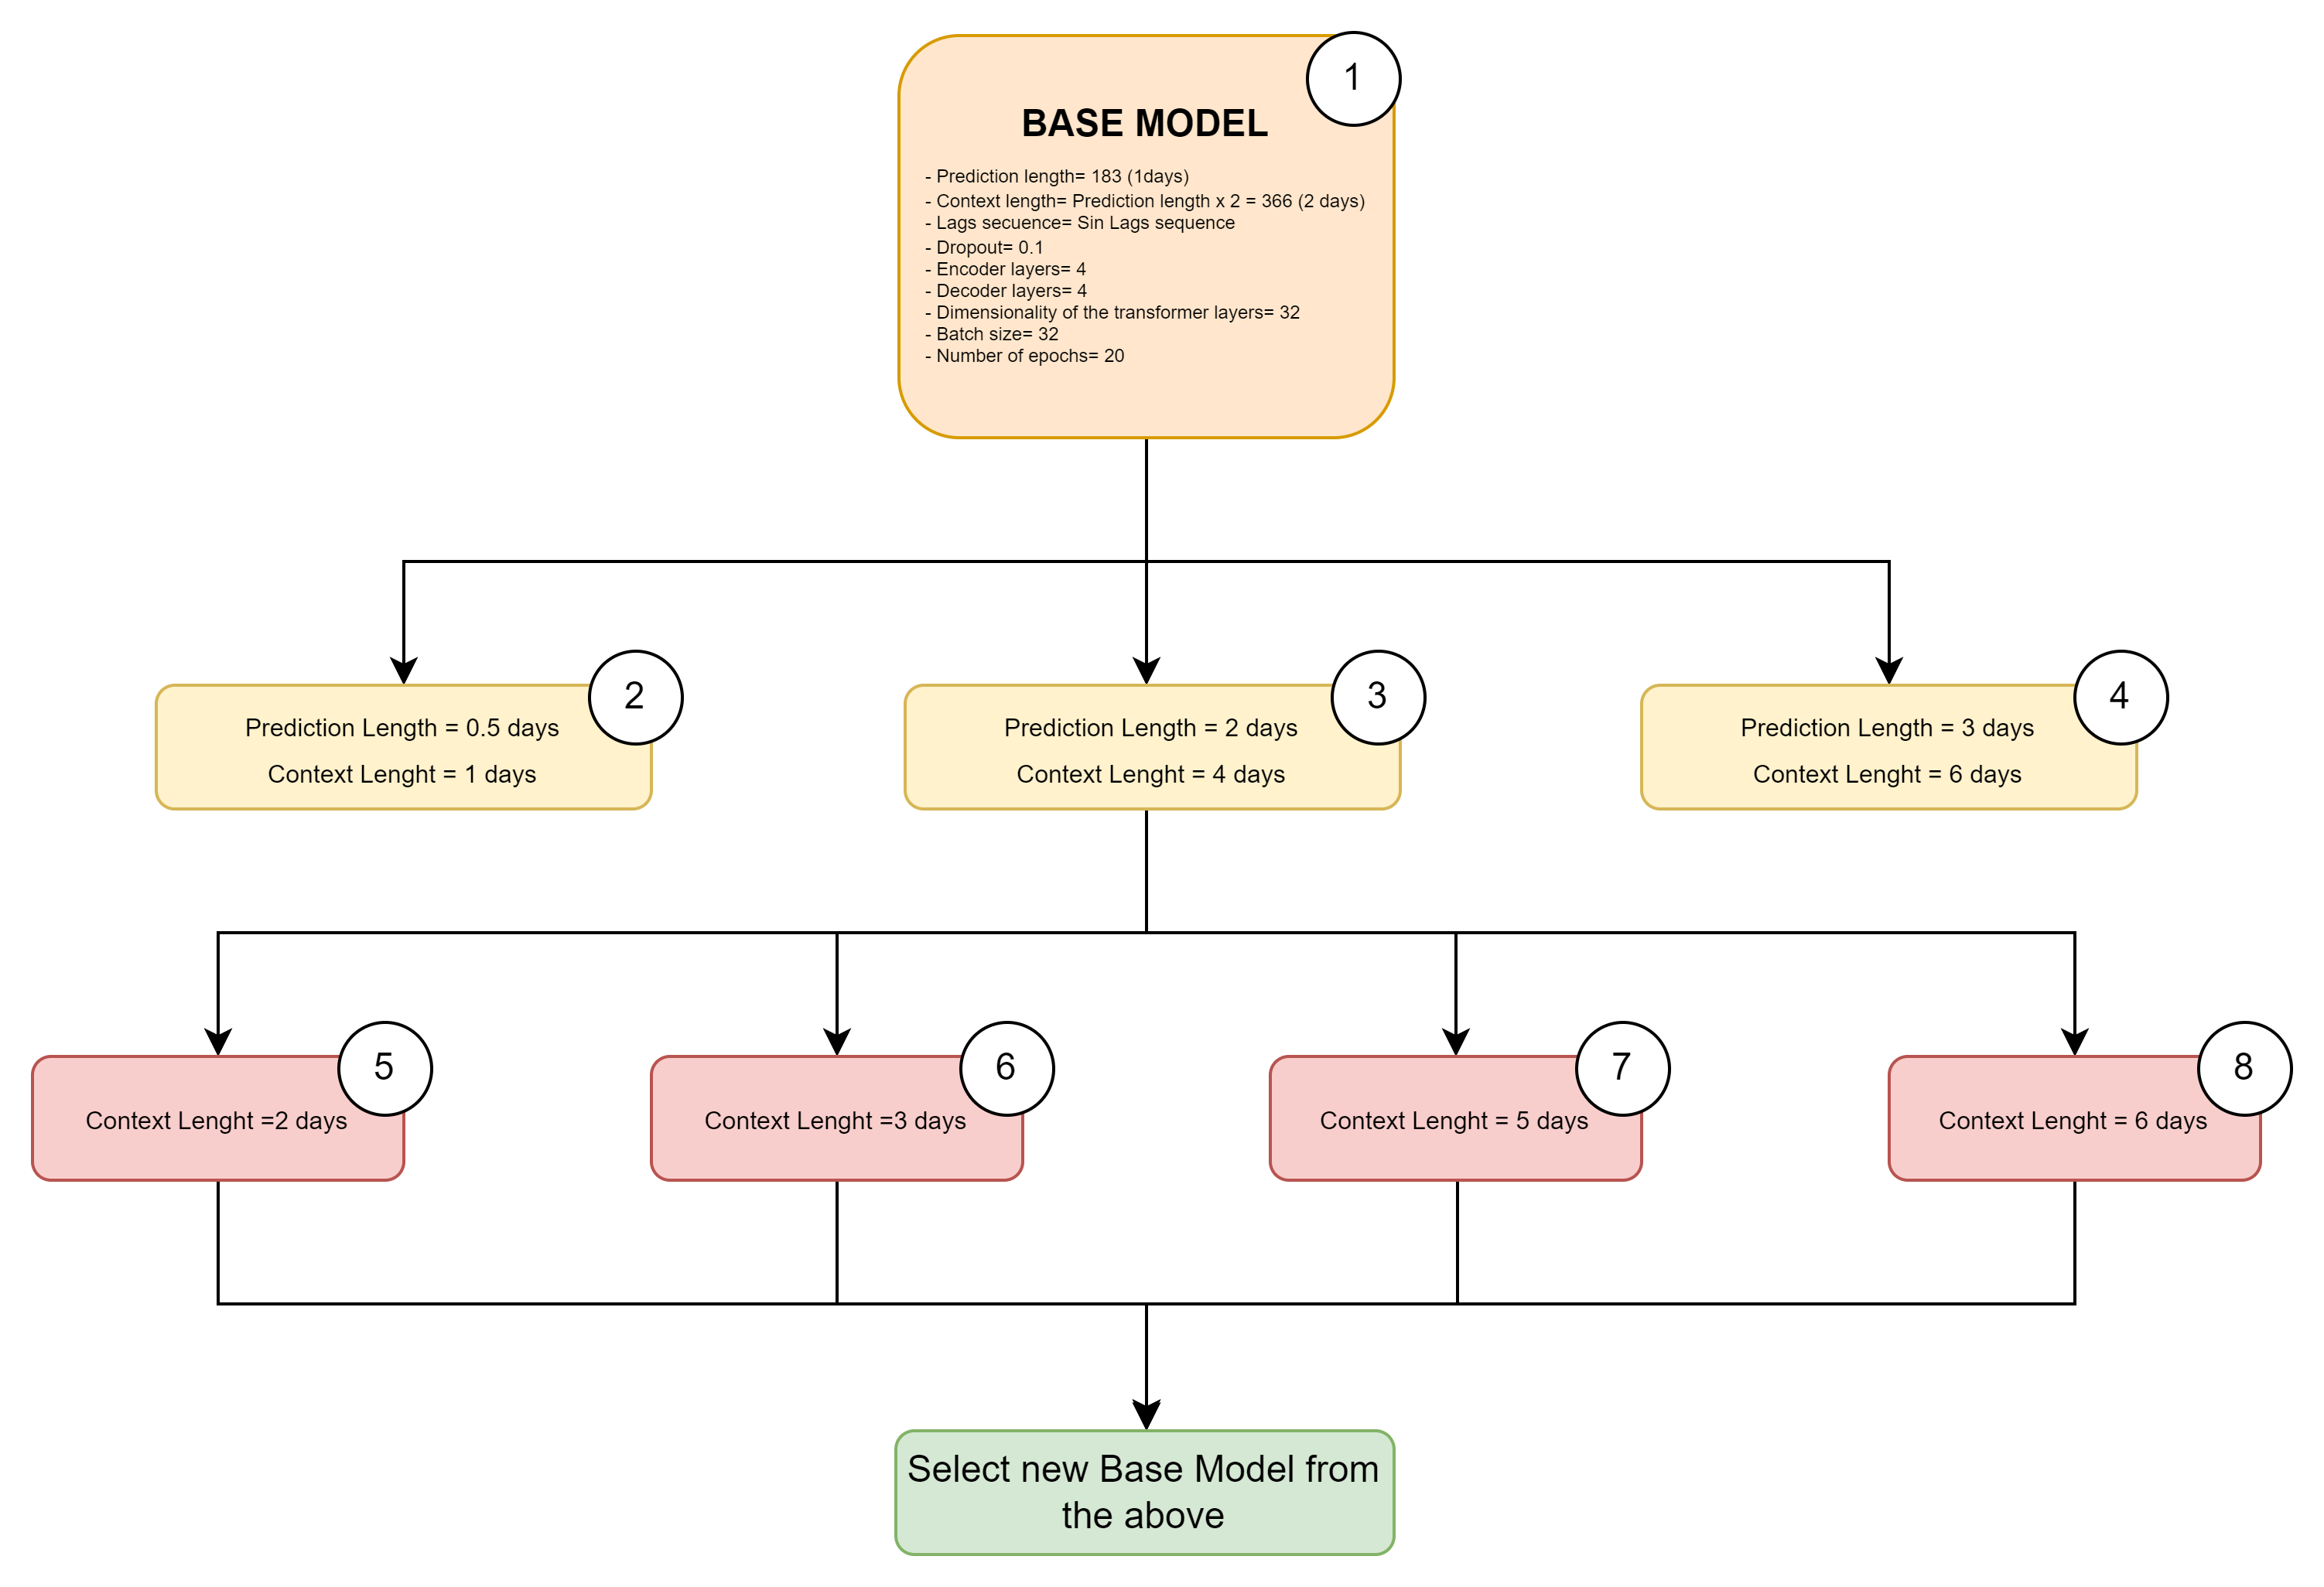 1
BASE MODEL
- Prediction length= 183 (1days)
- Context length= Prediction length x 2 = 366 (2 days)
- Lags secuence= Sin Lags sequence
- Dropout= 0.1
- Encoder layers= 4
- Decoder layers= 4
- Dimensionality of the transformer layers= 32
- Batch size= 32
- Number of epochs= 20
2
Prediction Length = 0.5 days
Context Lenght = 1 days
3
Prediction Length = 2 days
Context Lenght = 4 days
4
Prediction Length = 3 days
Context Lenght = 6 days
5
Context Lenght =2 days
6
Context Lenght =3 days
7
Context Lenght = 5 days
8
Context Lenght = 6 days
Select new Base Model from
the above